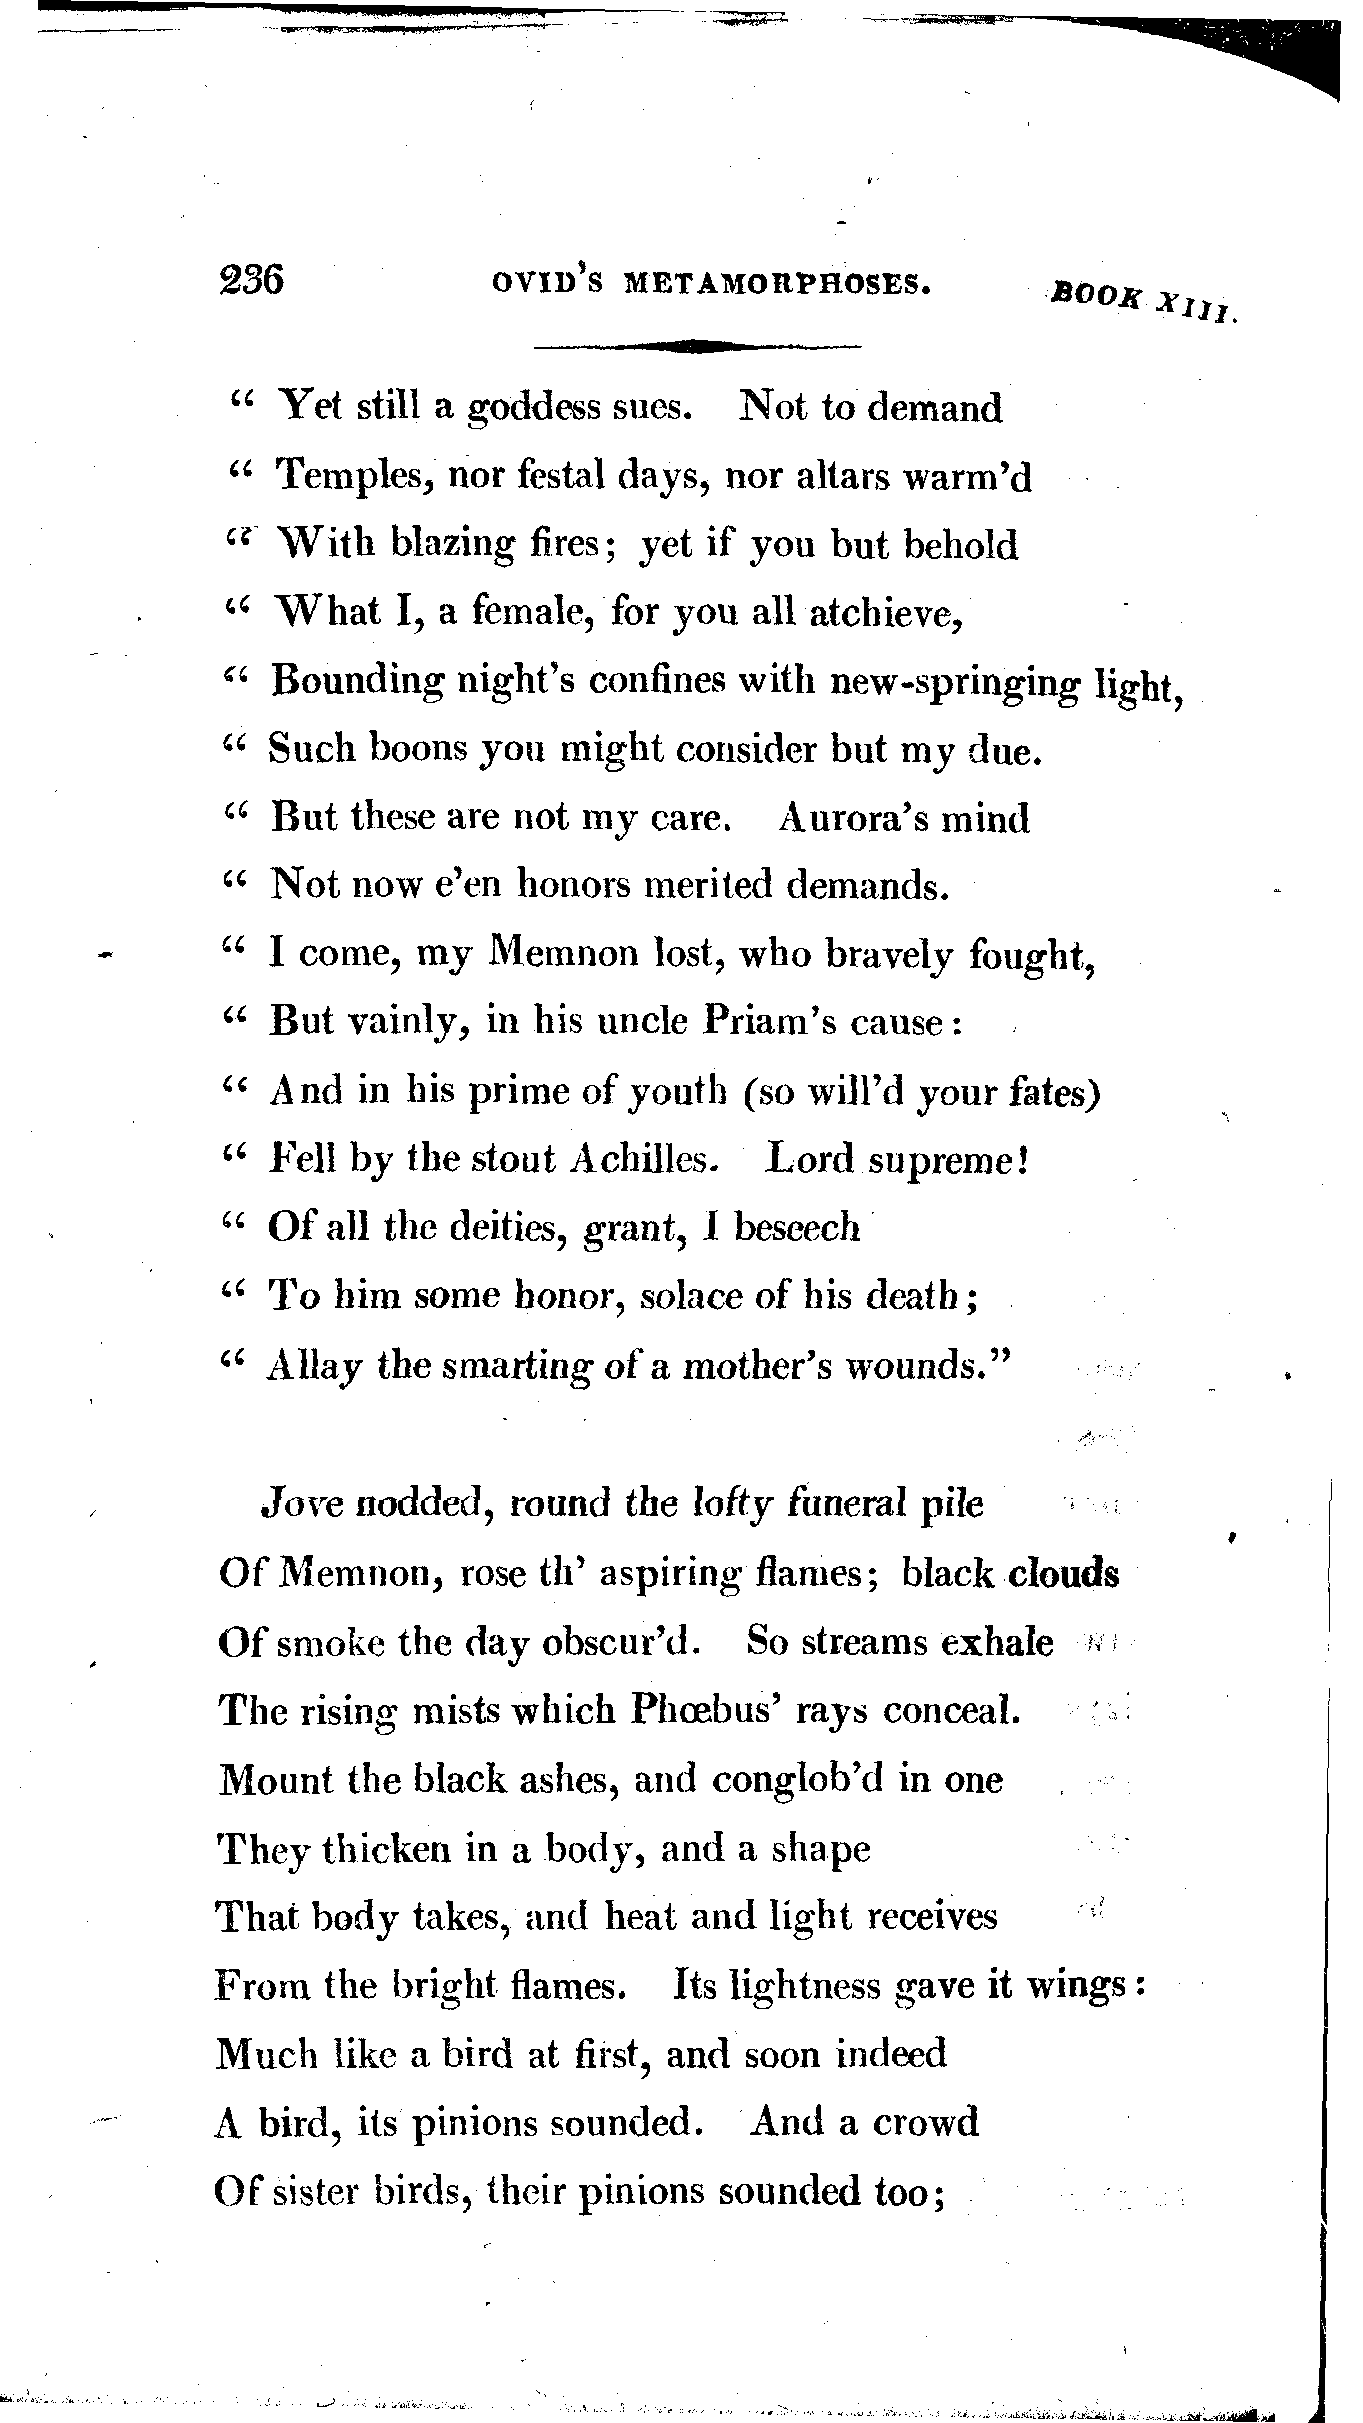 236 OVID'S METAMORPHOSES. BOOK XIII.
“ Yet still a goddess sues. Not to demand
“ Temples, nor festal days, nor altars warm'd
“ With blazing fires; yet if you but behold
“ What I, a female, for you all atchieve,
“ Bounding night's confines with new-springing light,
“ Such boons you might consider but my due.
“ But these are not my care. Aurora's mind
“ Not now e'en honors merited demands.
“ I come, my Memnon lost, who bravely fought,
“ But vainly, in his uncle Priam's cause:
“ And in his prime of youth (so will'd your fates)
“ Fell by the stout Achilles. Lord supreme!
“ Of all the deities, grant, I beseech
“ To him some honor, solace of his death;
“ Allay the smarting of a mother's wounds.”
Jove nodded, round the lofty funeral pile
Of Memnon, rose th' aspiring flames; black clouds
Of smoke the day obscur'd. So streams exhale
The rising mists which Phœbus' rays conceal.
Mount the black ashes, and conglob'd in one
They thicken in a body, and a shape
That body takes, and heat and light receives
From the bright flames. Its lightness gave it wings:
Much like a bird at first, and soon indeed
A bird, its pinions sounded. And a crowd
Of sister birds, their pinions sounded too;